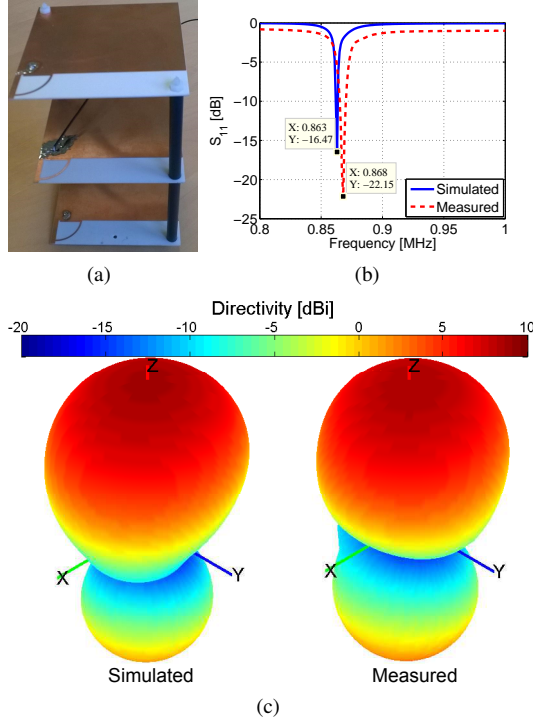 (b)
0
−5
−10
−15
−20
−25
S11 [dB]
X: 0.863
Y: −16.47
X: 0.868
Y: −22.15
Simulated
Measured
0.8 0.85 0.9 0.95 1
Frequency [MHz]
(a) (b)
Directivity [dBi]
-20 -15 -10 -5 0 5 10
Z Z
X Y X Y
Simulated Measured
(c)